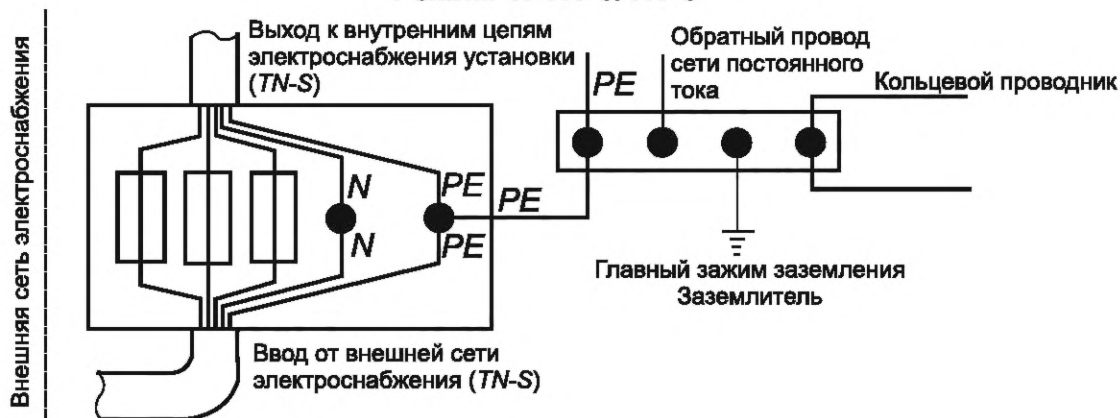 Внешняя сеть электроснабжения
Выход к внутренним цепям
электроснабжения установки
(TN-S)
PE
Обратный провод
сети постоянного
тока
Кольцевой проводник
N
PE
PE
N
PE
Главный зажим заземления
Заземлитель
Ввод от внешней сети
электроснабжения (TN-S)